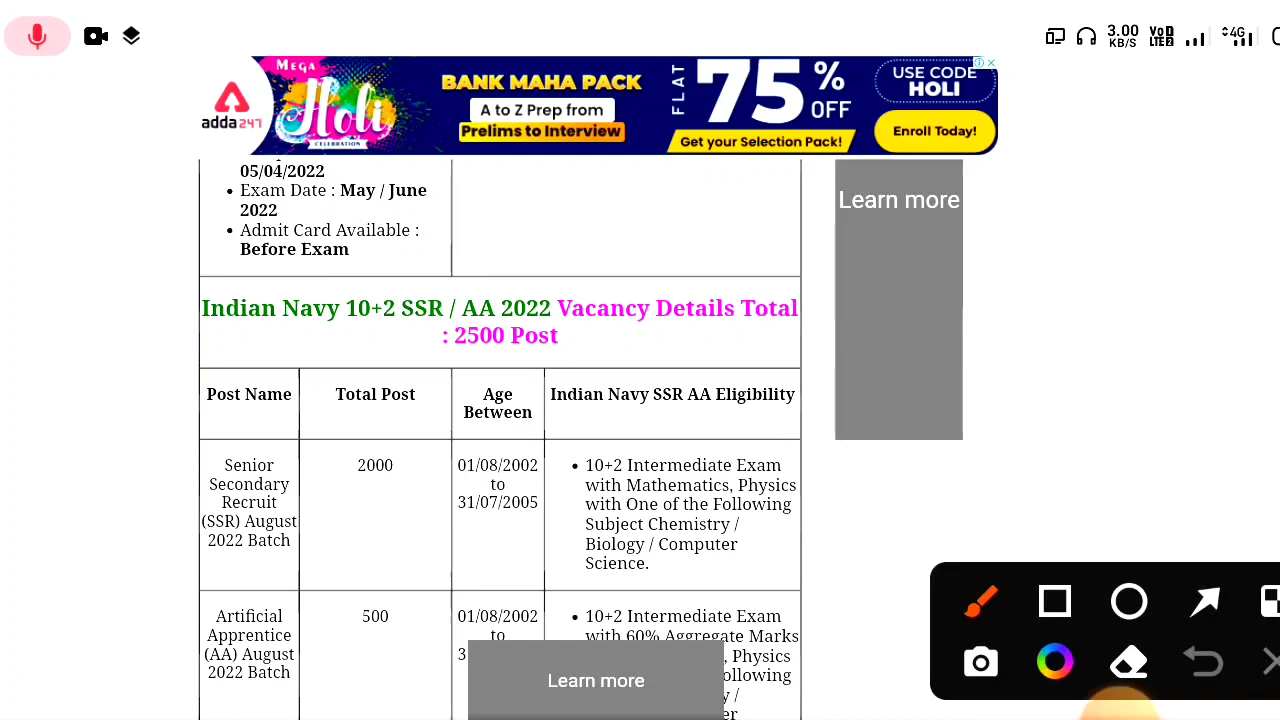 3.00
KB/S
VoD
LTE2
4G
MEGA
Holi
CELEBRATION
adda247
BANK MAHA PACK
A to Z Prep from
Prelims to Interview
FLAT
75% OFF
Get your Selection Pack!
USE CODE
HOLI
Enroll Today!
05/04/2022
• Exam Date : May / June
2022
• Admit Card Available :
Before Exam
Learn more
Indian Navy 10+2 SSR / AA 2022 Vacancy Details Total
: 2500 Post
Post Name
Total Post
Age
Between
Indian Navy SSR AA Eligibility
Senior
Secondary
Recruit
(SSR) August
2022 Batch
2000
01/08/2002
to
31/07/2005
• 10+2 Intermediate Exam
with Mathematics, Physics
with One of the Following
Subject Chemistry /
Biology / Computer
Science.
Artificial
Apprentice
(AA) August
2022 Batch
500
01/08/2002
to
3
• 10+2 Intermediate Exam
with 60% Aggregate Marks
, Physics
ollowing
/
er
Learn more